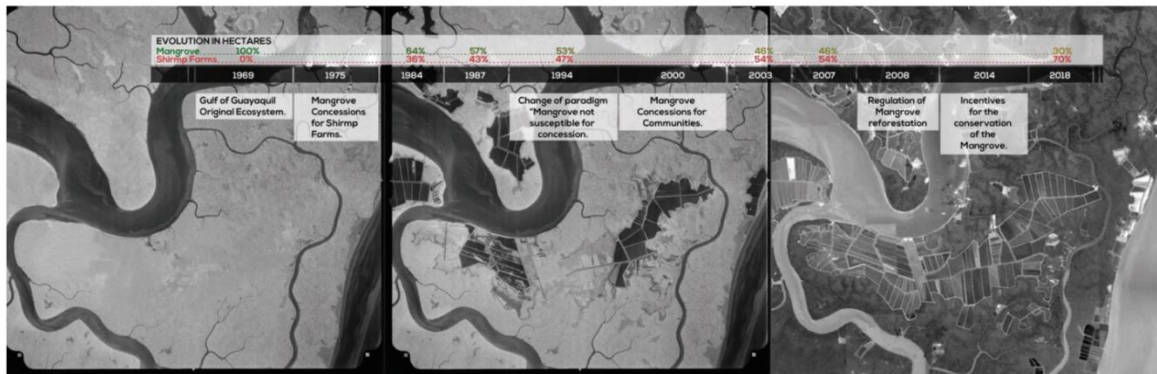 EVOLUTION IN HECTARES
Mangrove 100% 64% 57% 53% 46% 46% 30%
Shirmp Farms 0% 36% 43% 47% 54% 54% 70%
1969 1975 1984 1987 1994 2000 2003 2007 2008 2014 2018
Gulf of Guayaquil
Original Ecosystem.
Mangrove
Concessions
for Shirmp
Farms.
Change of paradigm
"Mangrove not
susceptible for
concession.
Mangrove
Concessions for
Communities.
Regulation of
Mangrove
reforestation
Incentives
for the
conservation
of the
Mangrove.